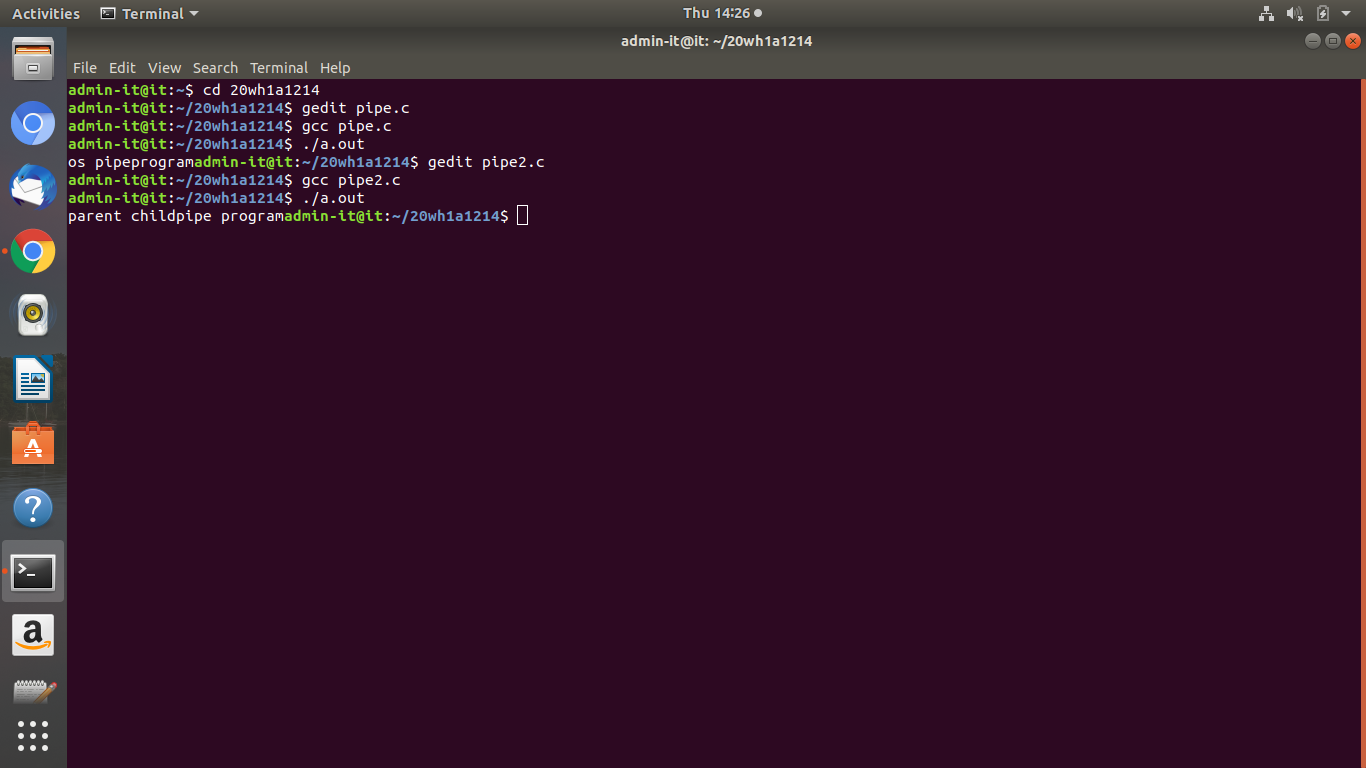 Activities Terminal Thu 14:26
admin-it@it: ~/20wh1a1214
File Edit View Search Terminal Help
admin-it@it:~$ cd 20wh1a1214
admin-it@it:~/20wh1a1214$ gedit pipe.c
admin-it@it:~/20wh1a1214$ gcc pipe.c
admin-it@it:~/20wh1a1214$ ./a.out
os pipeprogramadmin-it@it:~/20wh1a1214$ gedit pipe2.c
admin-it@it:~/20wh1a1214$ gcc pipe2.c
admin-it@it:~/20wh1a1214$ ./a.out
parent childpipe programadmin-it@it:~/20wh1a1214$